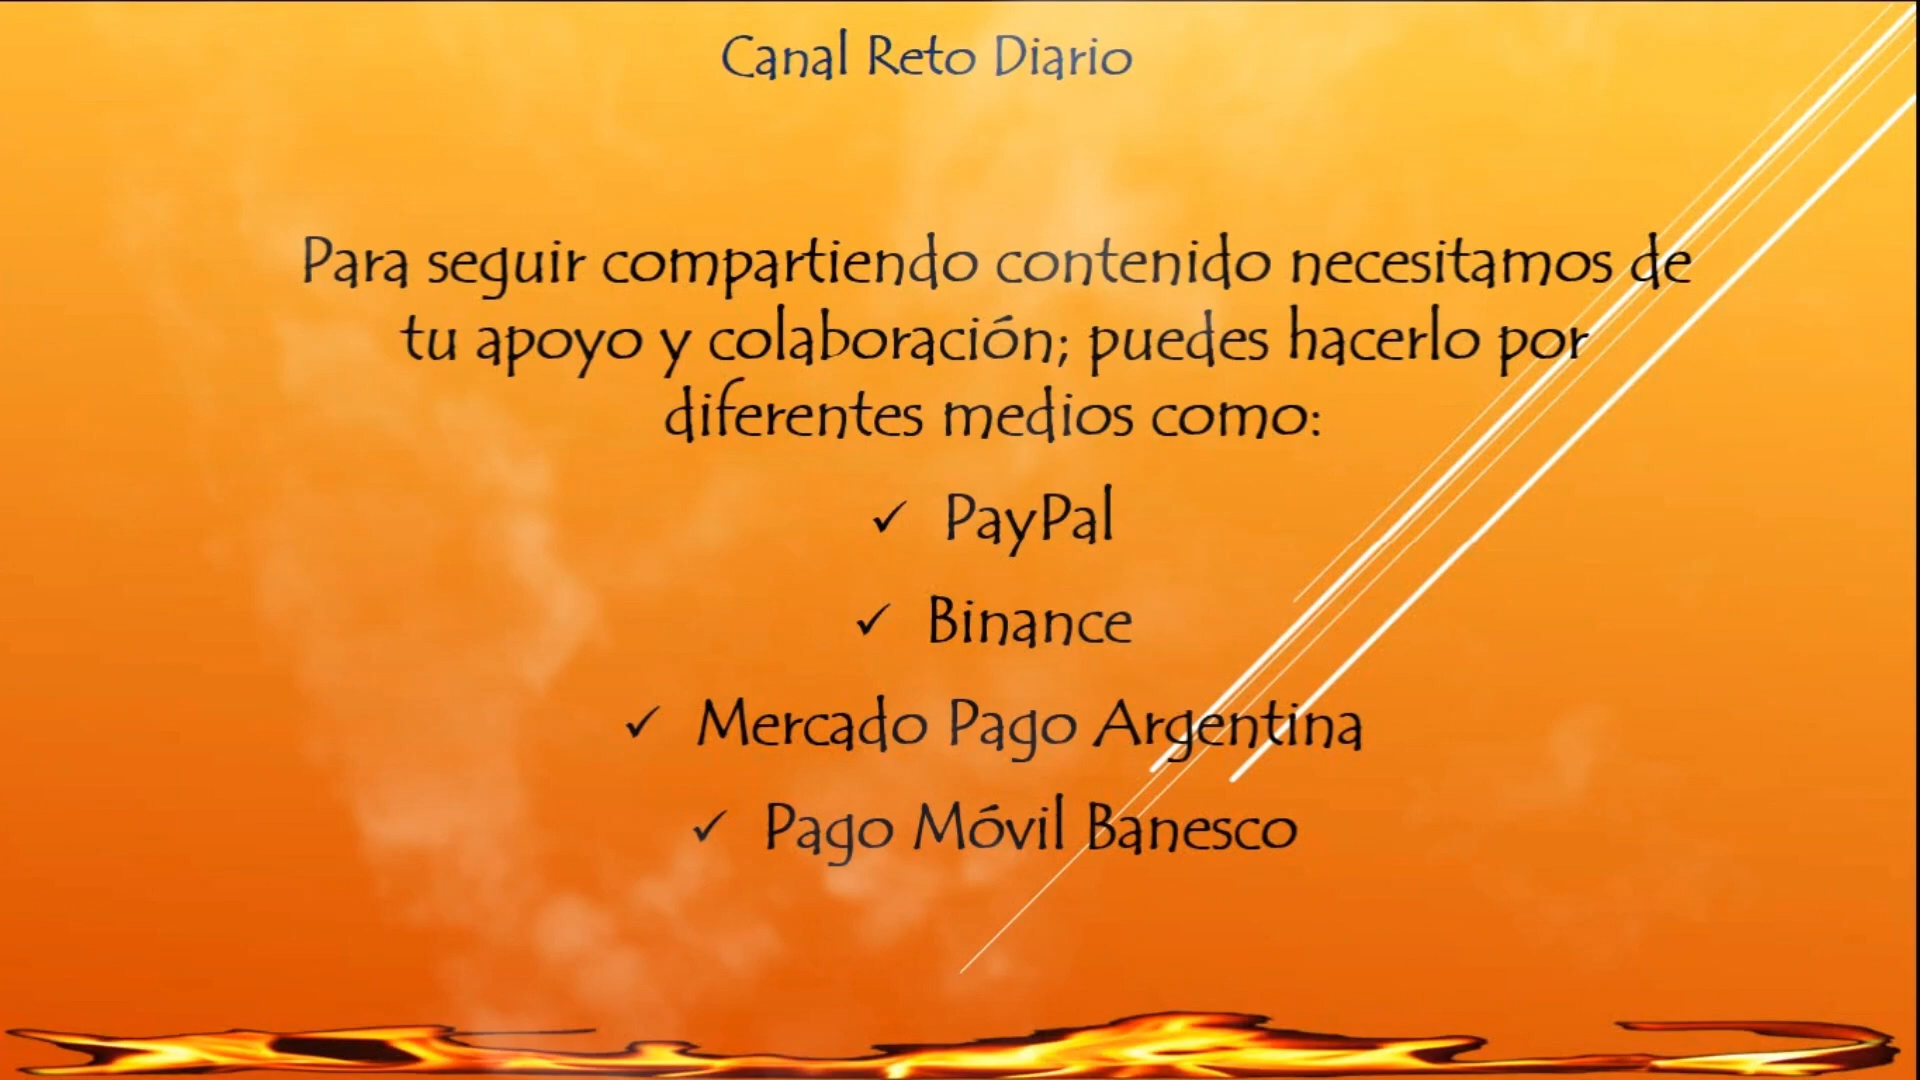 Canal Reto Diario
Para seguir compartiendo contenido necesitamos de
tu apoyo y colaboración; puedes hacerlo por
diferentes medios como:
✓ PayPal
✓ Binance
✓ Mercado Pago Argentina
✓ Pago Móvil Banesco